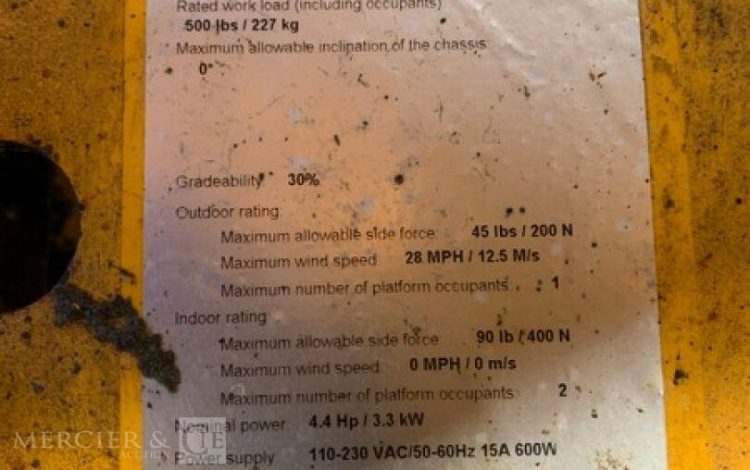 Rated work load (including occupants)
500 lbs / 227 kg
Maximum allowable inclination of the chassis
0°
Gradeability 30%
Outdoor rating
Maximum allowable side force 45 lbs / 200 N
Maximum wind speed 28 MPH / 12.5 M/s
Maximum number of platform occupants 1
Indoor rating
Maximum allowable side force 90 lb / 400 N
Maximum wind speed 0 MPH / 0 m/s
Maximum number of platform occupants 2
Nominal power 4.4 Hp / 3.3 kW
Power supply 110-230 VAC/50-60Hz 15A 600W
MERCIER & CIE
AUCTION